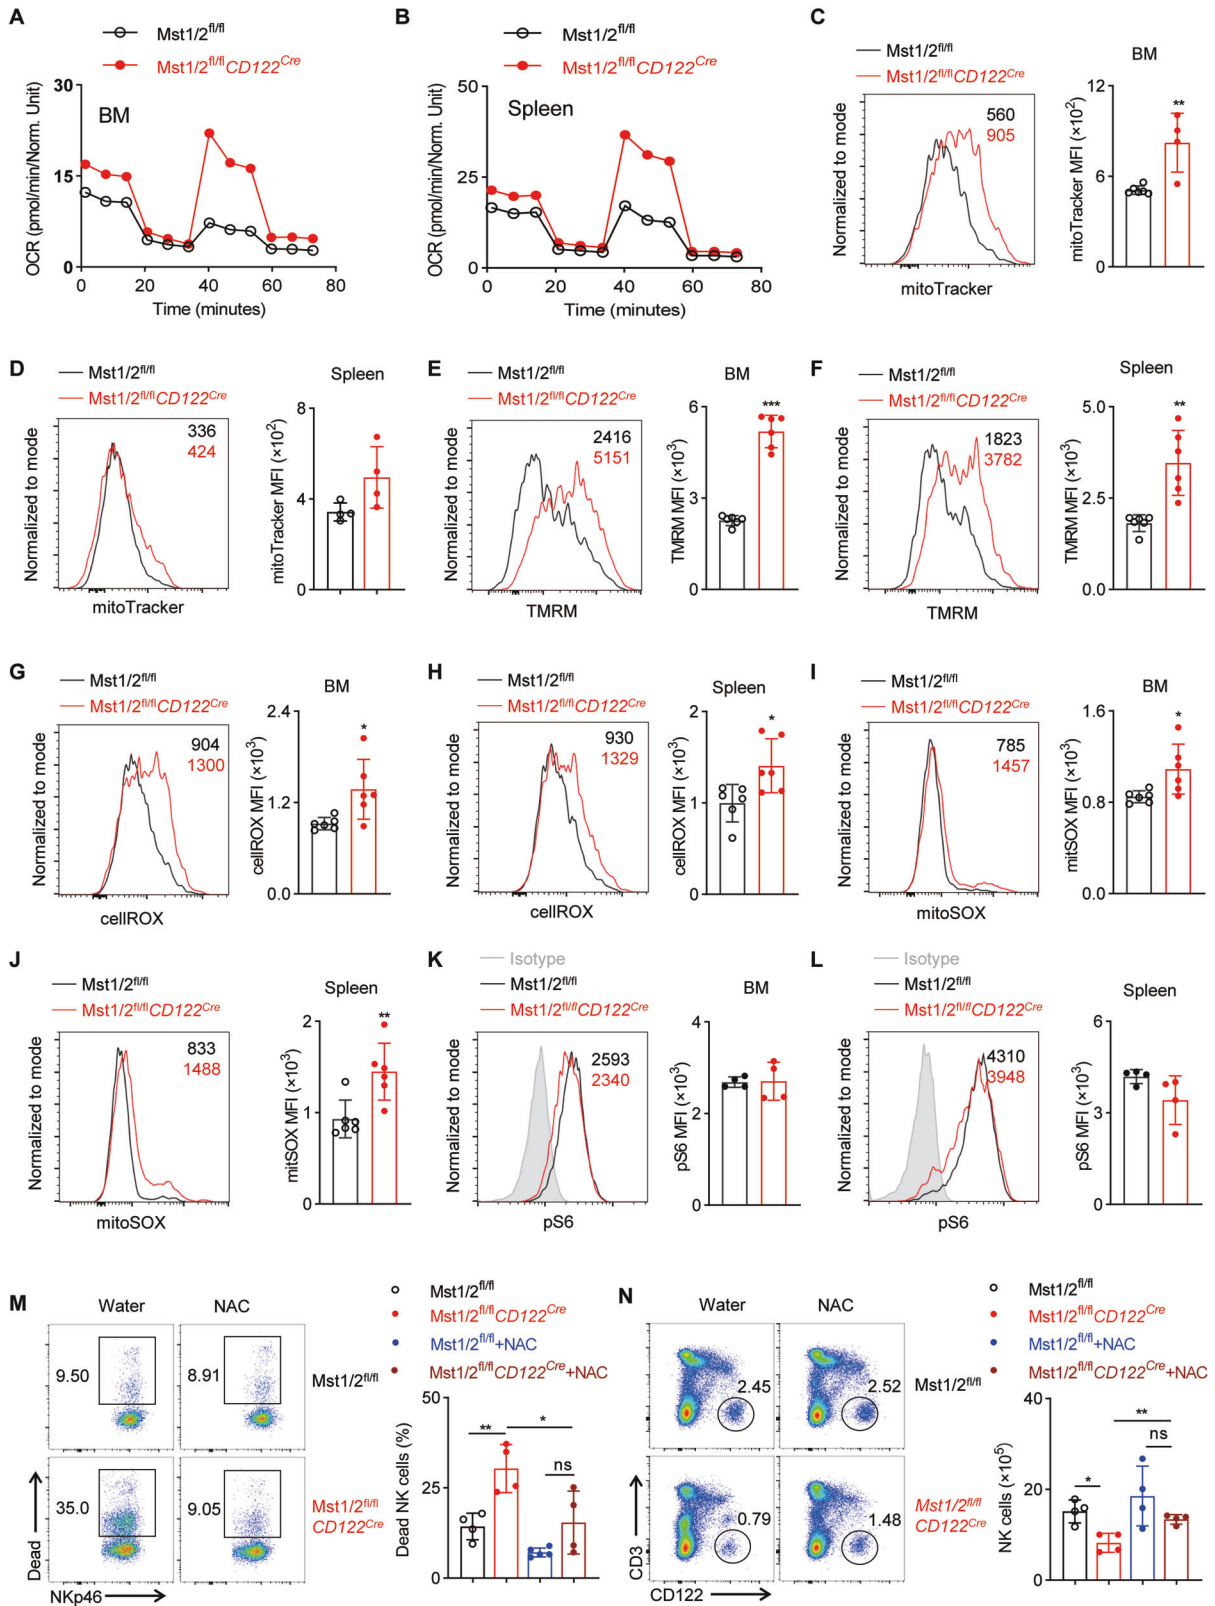 A
Mst1/2fl/fl
Mst1/2fl/flCD122Cre
OCR (pmol/min/Norm. Unit)
30
15
0
BM
0 20 40 60 80
Time (minutes)
B
Mst1/2fl/fl
Mst1/2fl/flCD122Cre
OCR (pmol/min/Norm. Unit)
50
25
0
Spleen
0 20 40 60 80
Time (minutes)
C
Mst1/2fl/fl
Mst1/2fl/flCD122Cre
Normalized to mode
560
905
mitoTracker
BM
mitoTracker MFI (×10²)
12
6
0
**
D
Mst1/2fl/fl
Mst1/2fl/flCD122Cre
Normalized to mode
336
424
mitoTracker
Spleen
mitoTracker MFI (×10²)
8
4
0
E
Mst1/2fl/fl
Mst1/2fl/flCD122Cre
Normalized to mode
2416
5151
TMRM
BM
TMRM MFI (×10³)
6
3
0
***
F
Mst1/2fl/fl
Mst1/2fl/flCD122Cre
Normalized to mode
1823
3782
TMRM
Spleen
TMRM MFI (×10³)
5.0
2.5
0.0
**
G
Mst1/2fl/fl
Mst1/2fl/flCD122Cre
Normalized to mode
904
1300
cellROX
BM
cellROX MFI (×10³)
2.4
1.2
0.0
*
H
Mst1/2fl/fl
Mst1/2fl/flCD122Cre
Normalized to mode
930
1329
cellROX
Spleen
cellROX MFI (×10³)
2
1
0
*
I
Mst1/2fl/fl
Mst1/2fl/flCD122Cre
Normalized to mode
785
1457
mitoSOX
BM
mitSOX MFI (×10³)
1.6
0.8
0.0
*
J
Mst1/2fl/fl
Mst1/2fl/flCD122Cre
Normalized to mode
833
1488
mitoSOX
Spleen
mitSOX MFI (×10³)
2
1
0
**
K
Isotype
Mst1/2fl/fl
Mst1/2fl/flCD122Cre
Normalized to mode
2593
2340
pS6
BM
pS6 MFI (×10³)
4
2
0
L
Isotype
Mst1/2fl/fl
Mst1/2fl/flCD122Cre
Normalized to mode
4310
3948
pS6
Spleen
pS6 MFI (×10³)
6
3
0
M
Water NAC
9.50
8.91
Mst1/2fl/fl
35.0
9.05
Mst1/2fl/fl
CD122Cre
Dead
NKp46
Mst1/2fl/fl
Mst1/2fl/flCD122Cre
Mst1/2fl/fl+NAC
Mst1/2fl/flCD122Cre+NAC
Dead NK cells (%)
50
25
0
**
*
ns
N
Water NAC
2.45
2.52
Mst1/2fl/fl
0.79
1.48
Mst1/2fl/fl
CD122Cre
CD3
CD122
Mst1/2fl/fl
Mst1/2fl/flCD122Cre
Mst1/2fl/fl+NAC
Mst1/2fl/flCD122Cre+NAC
NK cells (×10⁵)
40
20
0
*
**
ns